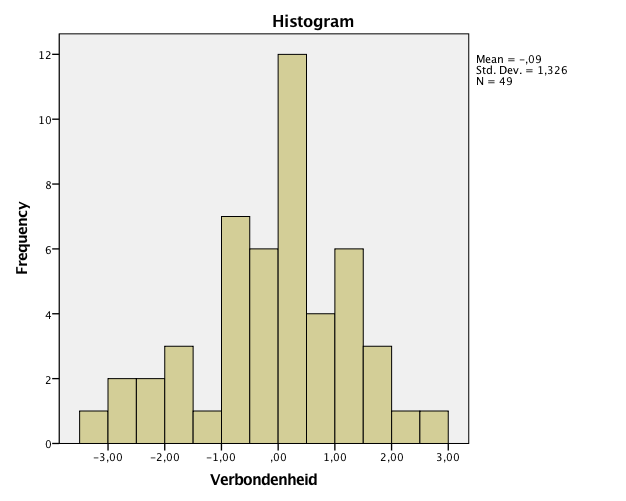 Histogram
Mean = -,09
Std. Dev. = 1,326
N = 49
Frequency
12
10
8
6
4
2
0
-3,00 -2,00 -1,00 ,00 1,00 2,00 3,00
Verbondenheid